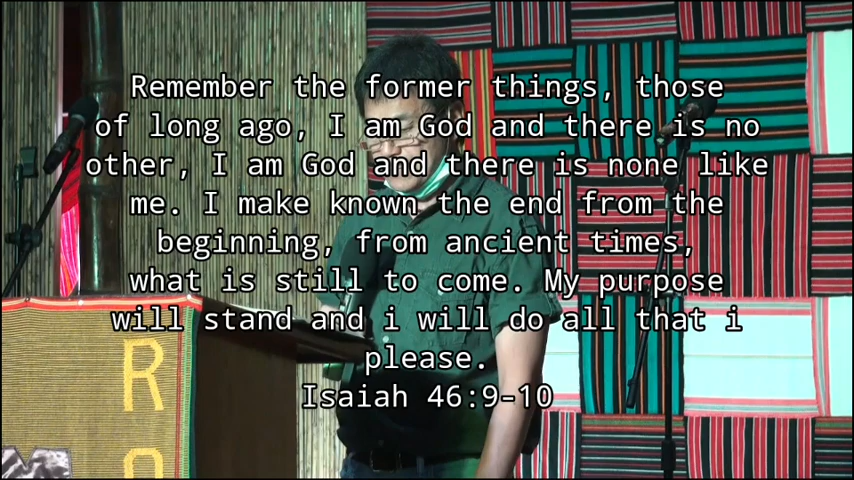 Remember the former things, those
of long ago, I am God and there is no
other, I am God and there is none like
me. I make known the end from the
beginning, from ancient times,
what is still to come. My purpose
will stand and i will do all that i
please.
Isaiah 46:9-10
R